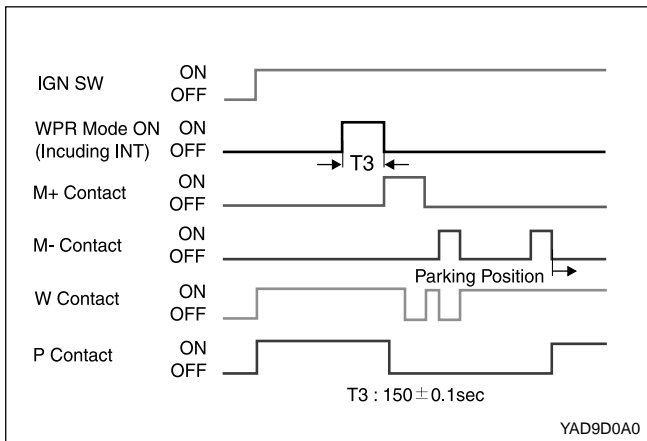 IGN SW
ON
OFF
WPR Mode ON
(Incuding INT)
ON
OFF
T3
M+ Contact
ON
OFF
M- Contact
ON
OFF
Parking Position
W Contact
ON
OFF
P Contact
ON
OFF
T3 : 150±0.1sec
YAD9D0A0